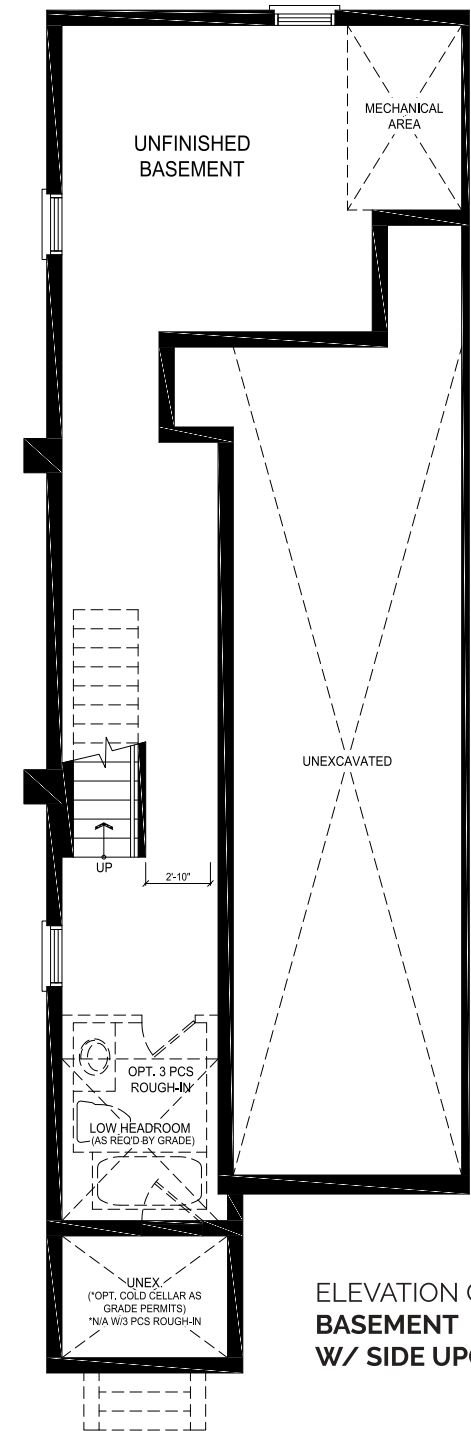 MECHANICAL
AREA
UNFINISHED
BASEMENT
UNEXCAVATED
UP
2'-10"
OPT. 3 PCS
ROUGH-IN
LOW HEADROOM
(AS REQ'D BY GRADE)
UNEX.
(*OPT. COLD CELLAR AS
GRADE PERMITS)
*N/A W/3 PCS ROUGH-IN
ELEVATION
BASEMENT
W/ SIDE